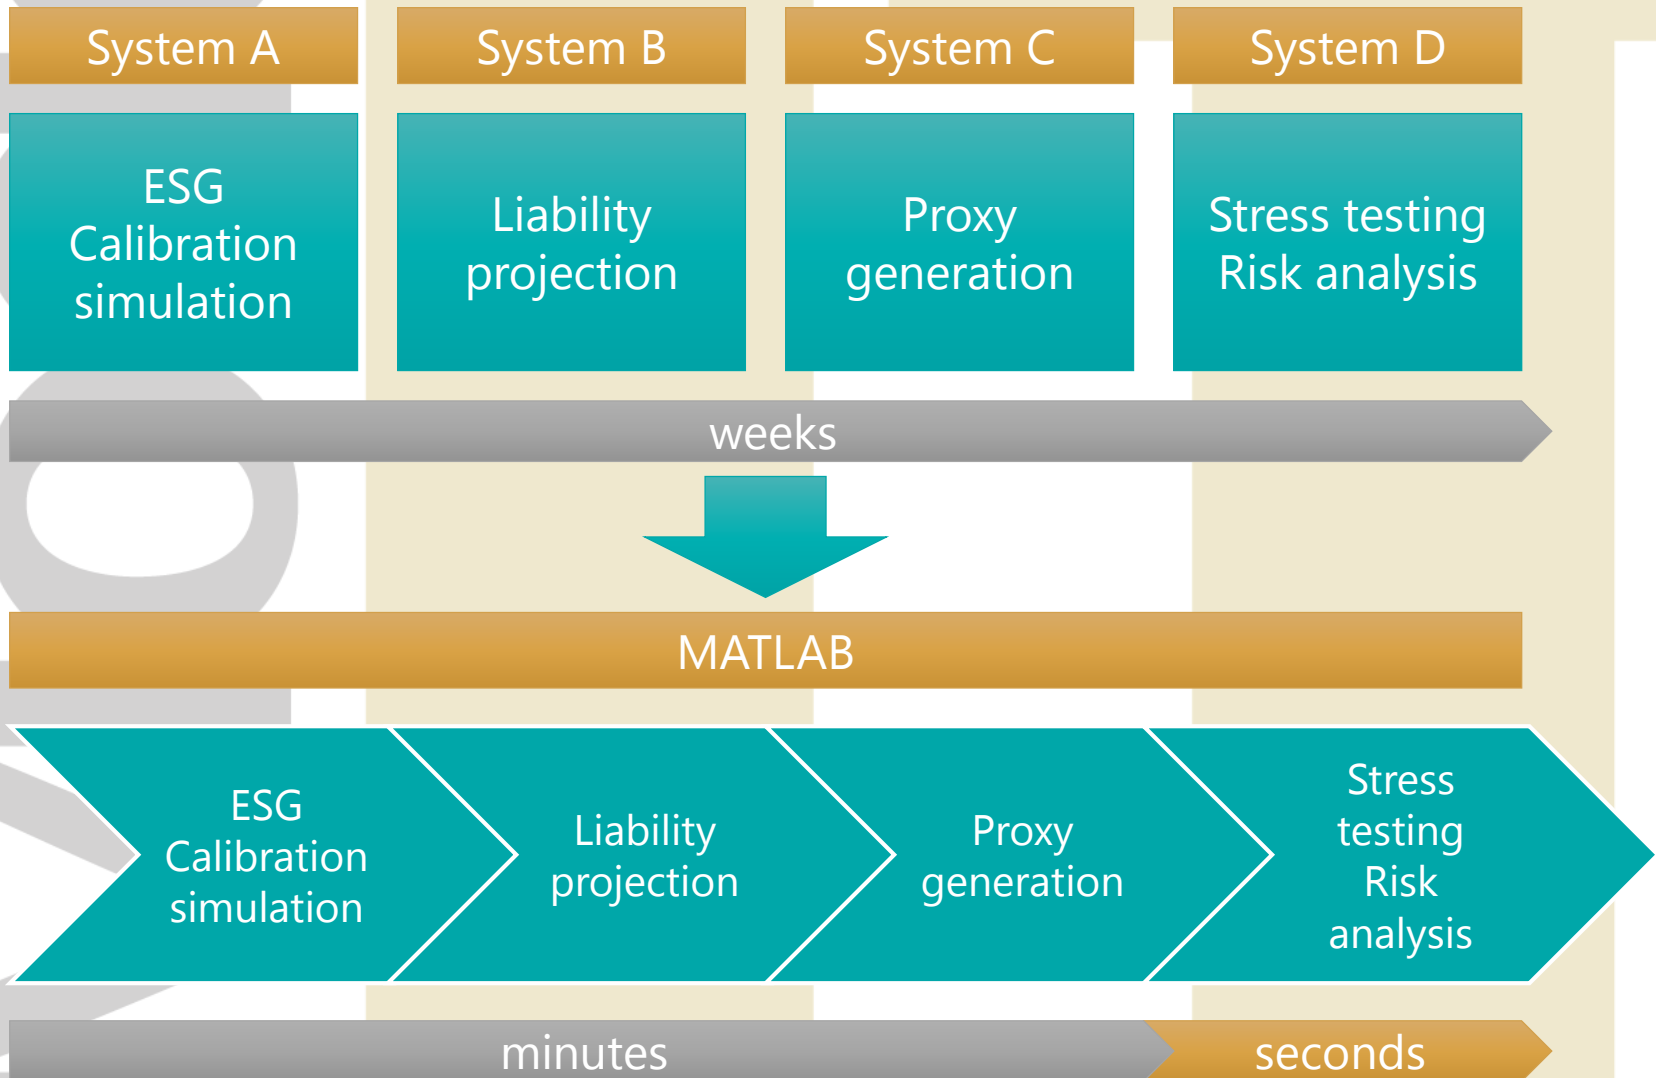 System A
System B
System C
System D
ESG
Calibration
simulation
Liability
projection
Proxy
generation
Stress testing
Risk analysis
weeks
MATLAB
ESG
Calibration
simulation
Liability
projection
Proxy
generation
Stress
testing
Risk
analysis
minutes
seconds